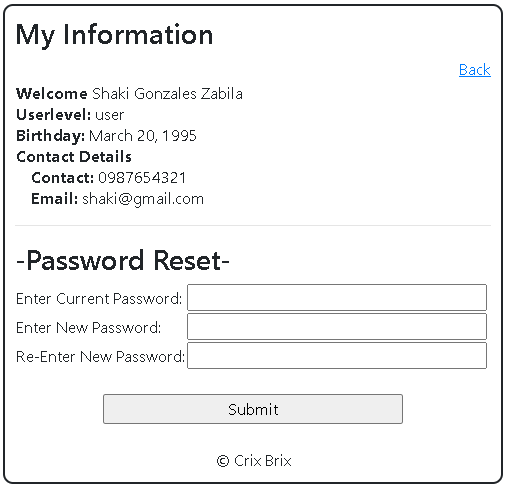 My Information
Back
Welcome Shaki Gonzales Zabila
Userlevel: user
Birthday: March 20, 1995
Contact Details
Contact: 0987654321
Email: shaki@gmail.com
-Password Reset-
Enter Current Password:
Enter New Password:
Re-Enter New Password:
Submit
© Crix Brix